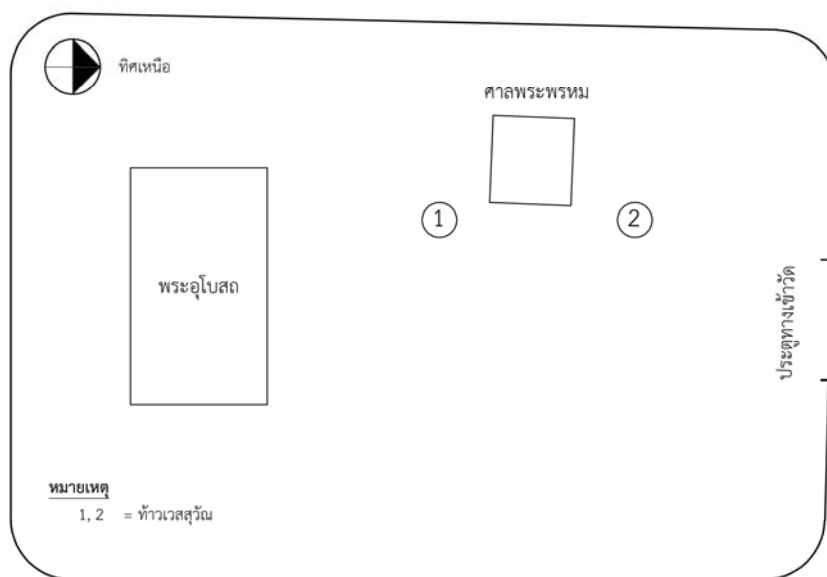 ทิศเหนือ
ศาลพระพรหม
1
2
พระอุโบสถ
ประตูทางเข้าวัด
หมายเหตุ
1, 2 = ท้าวเวสสุวัณ